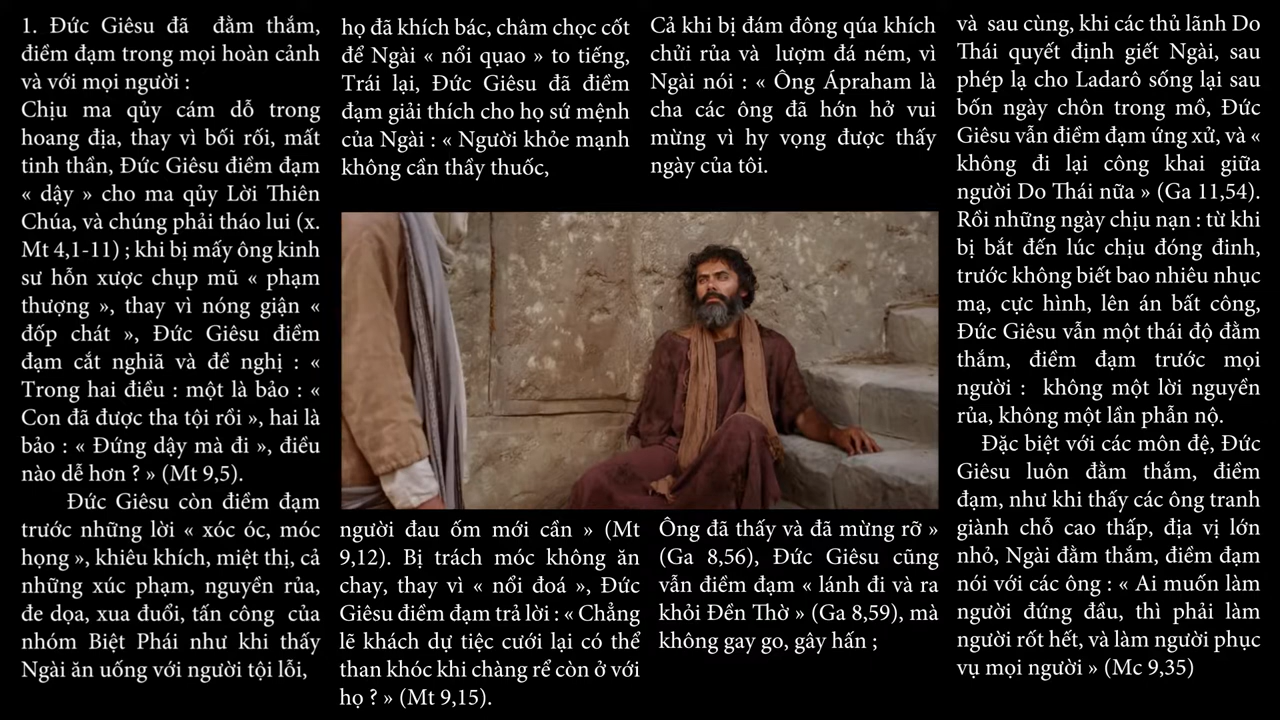 1. Đức Giêsu đã đằm thắm,
điềm đạm trong mọi hoàn cảnh
và với mọi người :
Chịu ma qủy cám dỗ trong
hoang địa, thay vì bối rối, mất
tinh thần, Đức Giêsu điềm đạm
« dậy » cho ma qủy Lời Thiên
Chúa, và chúng phải tháo lui (x.
Mt 4,1-11) ; khi bị mấy ông kinh
sư hỗn xược chụp mũ « phạm
thượng », thay vì nóng giận «
đốp chát », Đức Giêsu điềm
đạm cắt nghiã và đề nghị : «
Trong hai điều : một là bảo : «
Con đã được tha tội rồi », hai là
bảo : « Đứng dậy mà đi », điều
nào dễ hơn ? » (Mt 9,5).
Đức Giêsu còn điềm đạm
trước những lời « xóc óc, móc
họng », khiêu khích, miệt thị, cả
những xúc phạm, nguyền rủa,
đe dọa, xua đuổi, tấn công của
nhóm Biệt Phái như khi thấy
Ngài ăn uống với người tội lỗi,
họ đã khích bác, châm chọc cốt
để Ngài « nổi quạo » to tiếng,
Trái lại, Đức Giêsu đã điềm
đạm giải thích cho họ sứ mệnh
của Ngài : « Người khỏe mạnh
không cần thầy thuốc,
người đau ốm mới cần » (Mt
9,12). Bị trách móc không ăn
chay, thay vì « nổi đoá », Đức
Giêsu điềm đạm trả lời : « Chẳng
lẽ khách dự tiệc cưới lại có thể
than khóc khi chàng rể còn ở với
họ ? » (Mt 9,15).
Cả khi bị đám đông qúa khích
chửi rủa và lượm đá ném, vì
Ngài nói : « Ông Ápraham là
cha các ông đã hớn hở vui
mừng vì hy vọng được thấy
ngày của tôi.
Ông đã thấy và đã mừng rỡ »
(Ga 8,56), Đức Giêsu cũng
vẫn điềm đạm « lánh đi và ra
khỏi Đền Thờ » (Ga 8,59), mà
không gay go, gây hấn ;
và sau cùng, khi các thủ lãnh Do
Thái quyết định giết Ngài, sau
phép lạ cho Ladarô sống lại sau
bốn ngày chôn trong mồ, Đức
Giêsu vẫn điềm đạm ứng xử, và «
không đi lại công khai giữa
người Do Thái nữa » (Ga 11,54).
Rồi những ngày chịu nạn : từ khi
bị bắt đến lúc chịu đóng đinh,
trước không biết bao nhiêu nhục
mạ, cực hình, lên án bất công,
Đức Giêsu vẫn một thái độ đằm
thắm, điềm đạm trước mọi
người : không một lời nguyền
rủa, không một lần phẫn nộ.
Đặc biệt với các môn đệ, Đức
Giêsu luôn đằm thắm, điềm
đạm, như khi thấy các ông tranh
giành chỗ cao thấp, địa vị lớn
nhỏ, Ngài đằm thắm, điềm đạm
nói với các ông : « Ai muốn làm
người đứng đầu, thì phải làm
người rốt hết, và làm người phục
vụ mọi người » (Mc 9,35)